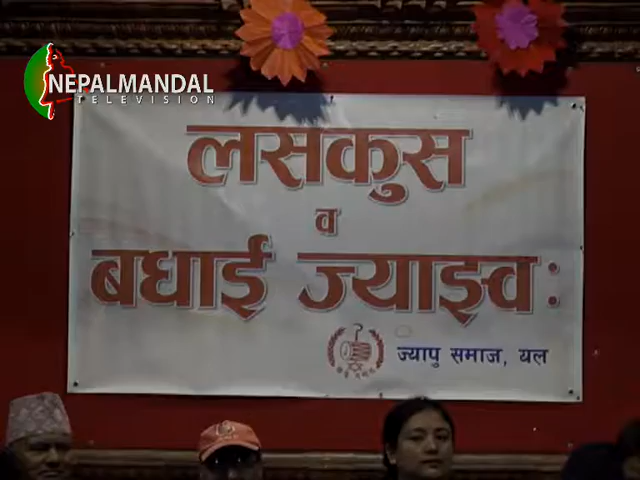 NEPALMANDAL
TELEVISION
लसकुस
व
बधाई ज्याइव :
ज्यापु समाज, यल